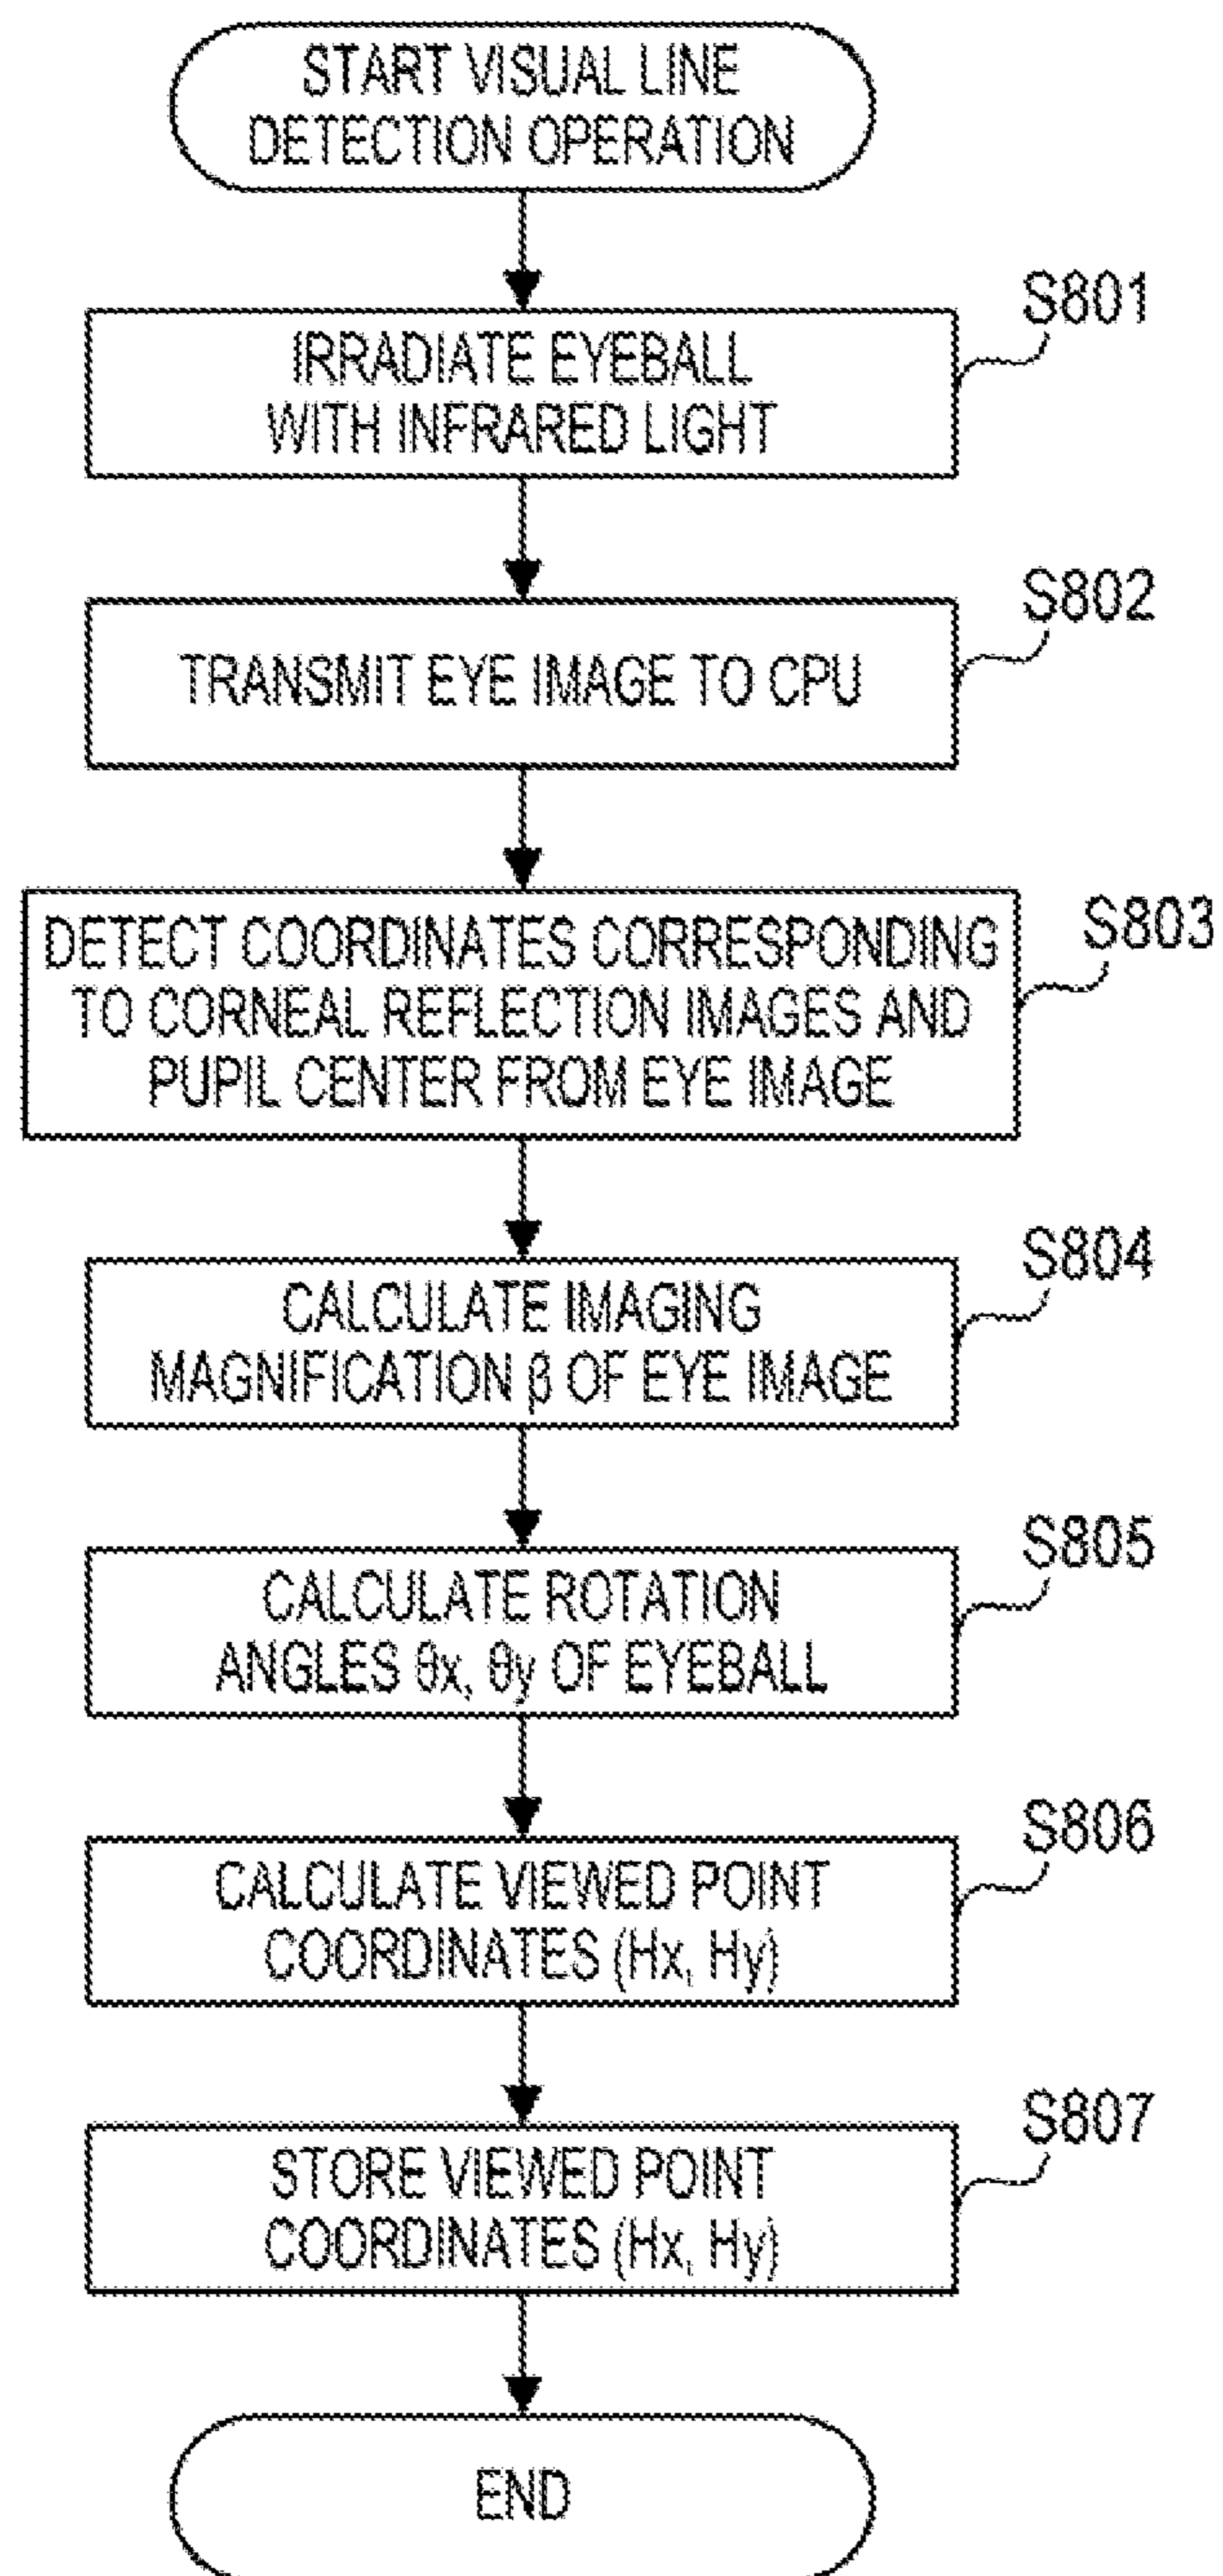 START VISUAL LINE
DETECTION OPERATION
S801
IRRADIATE EYEBALL
WITH INFRARED LIGHT
S802
TRANSMIT EYE IMAGE TO CPU
S803
DETECT COORDINATES CORRESPONDING
TO CORNEAL REFLECTION IMAGES AND
PUPIL CENTER FROM EYE IMAGE
S804
CALCULATE IMAGING
MAGNIFICATION β OF EYE IMAGE
S805
CALCULATE ROTATION
ANGLES θx, θy OF EYEBALL
S806
CALCULATE VIEWED POINT
COORDINATES (Hx, Hy)
S807
STORE VIEWED POINT
COORDINATES (Hx, Hy)
END